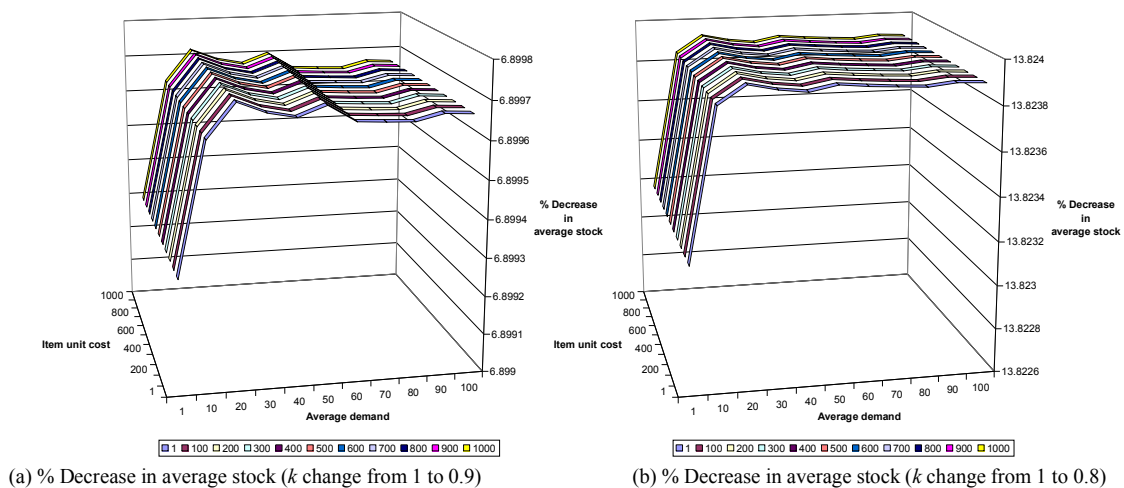 6.8998
6.8997
6.8996
6.8995
6.8994
6.8993
6.8992
6.8991
6.899
% Decrease
in
average stock
1000
800
600
400
200
1
Item unit cost
1 10 20 30 40 50 60 70 80 90 100
Average demand
1 100 200 300 400 500 600 700 800 900 1000
(a) % Decrease in average stock (k change from 1 to 0.9)
13.824
13.8238
13.8236
13.8234
13.8232
13.823
13.8228
13.8226
% Decrease
in
average stock
1000
800
600
400
200
1
Item unit cost
1 10 20 30 40 50 60 70 80 90 100
Average demand
1 100 200 300 400 500 600 700 800 900 1000
(b) % Decrease in average stock (k change from 1 to 0.8)